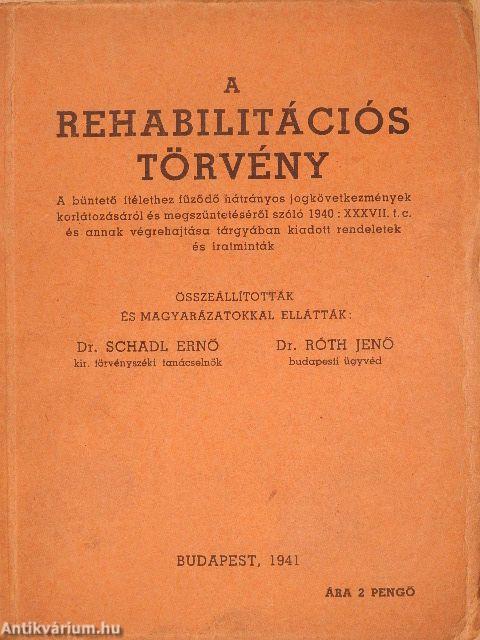 A
REHABILITÁCIÓS
TÖRVÉNY
A büntető ítélethez fűződő hátrányos jogkövetkezmények
korlátozásáról és megszüntetéséről szóló 1940 : XXXVII. t. c.
és annak végrehajtása tárgyában kiadott rendeletek
és iratminták
ÖSSZEÁLLÍTOTTÁK
ÉS MAGYARÁZATOKKAL ELLÁTTÁK:
Dr. SCHADL ERNŐ
kir. törvényszéki tanácselnök
Dr. RÓTH JENŐ
budapesti ügyvéd
BUDAPEST, 1941
ÁRA 2 PENGŐ
Antikvárium.hu